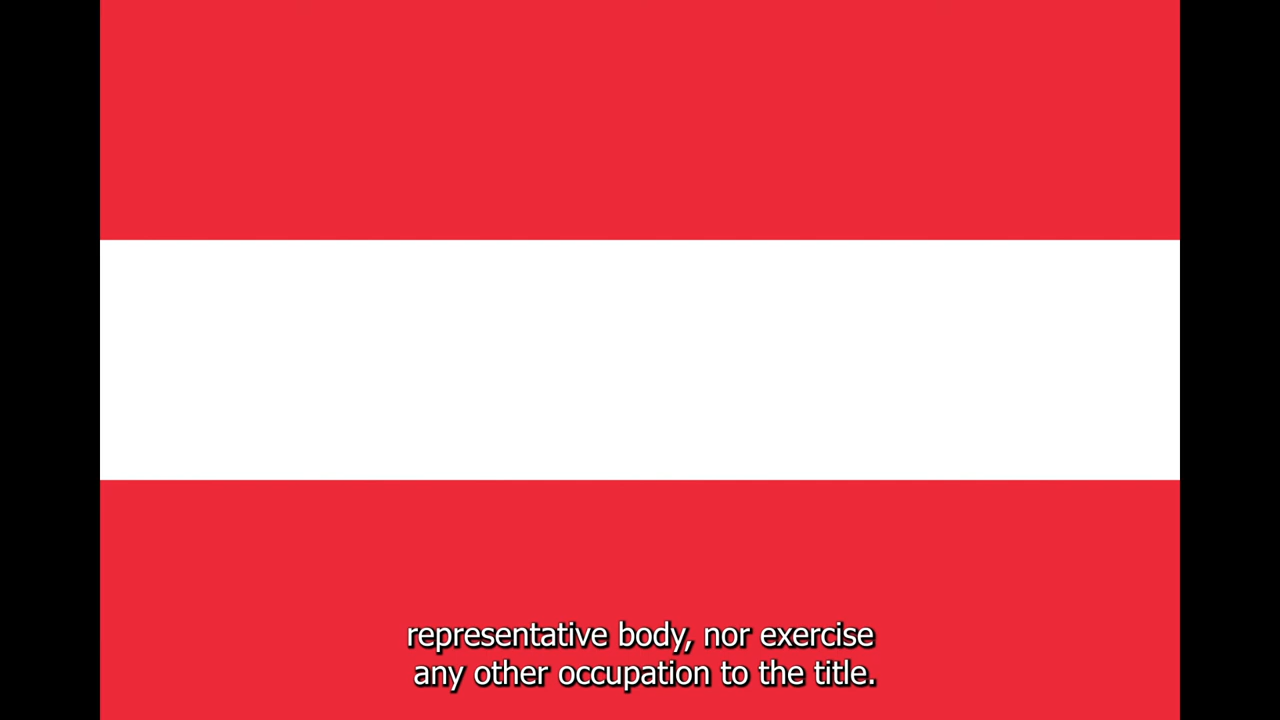 representative body, nor exercise
any other occupation to the title.